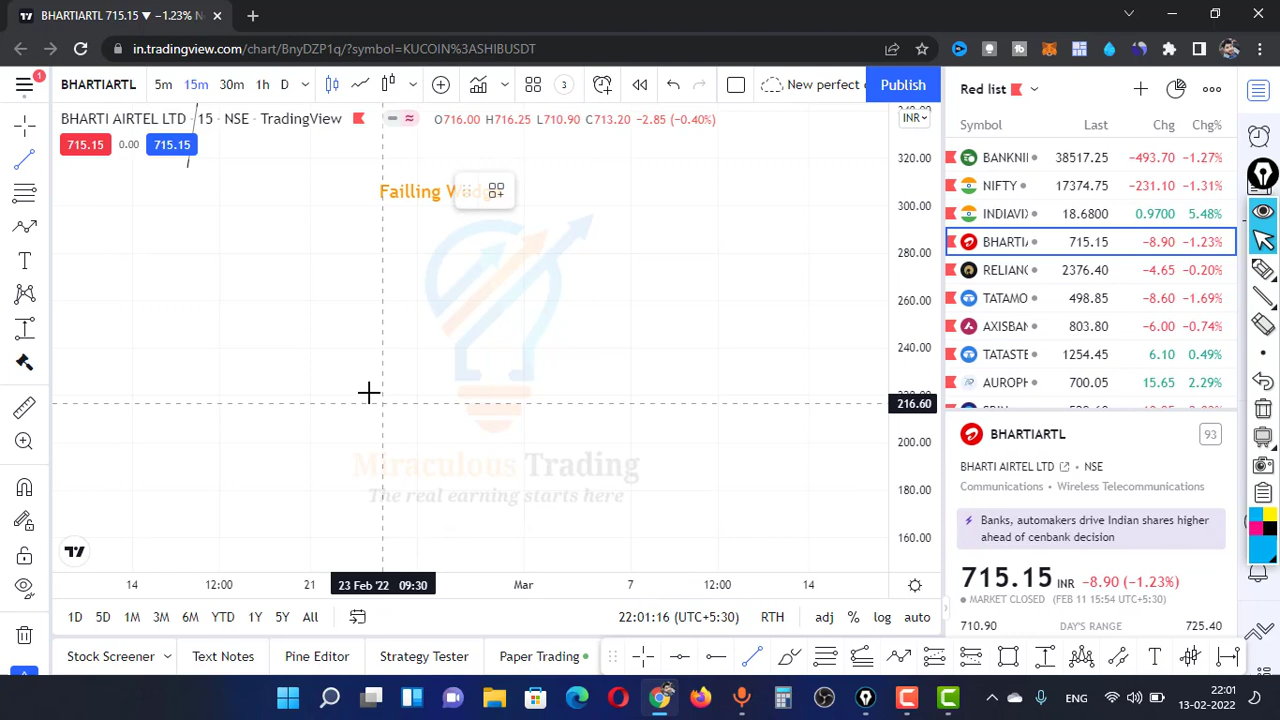 BHARTIARTL 715.15 ▼ −1.23% N
in.tradingview.com/chart/BnyDZP1q/?symbol=KUCOIN%3ASHIBUSDT
1
BHARTIARTL 5m 15m 30m 1h D 3 New perfect c Publish
Red list
BHARTI AIRTEL LTD · 15 · NSE · TradingView O716.00 H716.25 L710.90 C713.20 −2.85 (−0.40%)
INR
Symbol Last Chg Chg%
715.15 0.00 715.15
BANKNI 38517.25 −493.70 −1.27%
NIFTY 17374.75 −231.10 −1.31%
INDIAVIX 18.6800 0.9700 5.48%
BHARTIA 715.15 −8.90 −1.23%
RELIANC 2376.40 −4.65 −0.20%
TATAMO 498.85 −8.60 −1.69%
AXISBAN 803.80 −6.00 −0.74%
TATASTE 1254.45 6.10 0.49%
AUROPH 700.05 15.65 2.29%
Failling
320.00
300.00
280.00
260.00
240.00
216.60
200.00
180.00
160.00
Miraculous Trading
The real earning starts here
BHARTIARTL 93
BHARTI AIRTEL LTD • NSE
Communications • Wireless Telecommunications
Banks, automakers drive Indian shares higher
ahead of cenbank decision
715.15 INR −8.90 (−1.23%)
MARKET CLOSED (FEB 11 15:54 UTC+5:30)
710.90 DAY'S RANGE 725.40
14 12:00 21 23 Feb '22 09:30 Mar 7 12:00 14
1D 5D 1M 3M 6M YTD 1Y 5Y All 22:01:16 (UTC+5:30) RTH adj % log auto
Stock Screener Text Notes Pine Editor Strategy Tester Paper Trading
ENG 22:01
13-02-2022